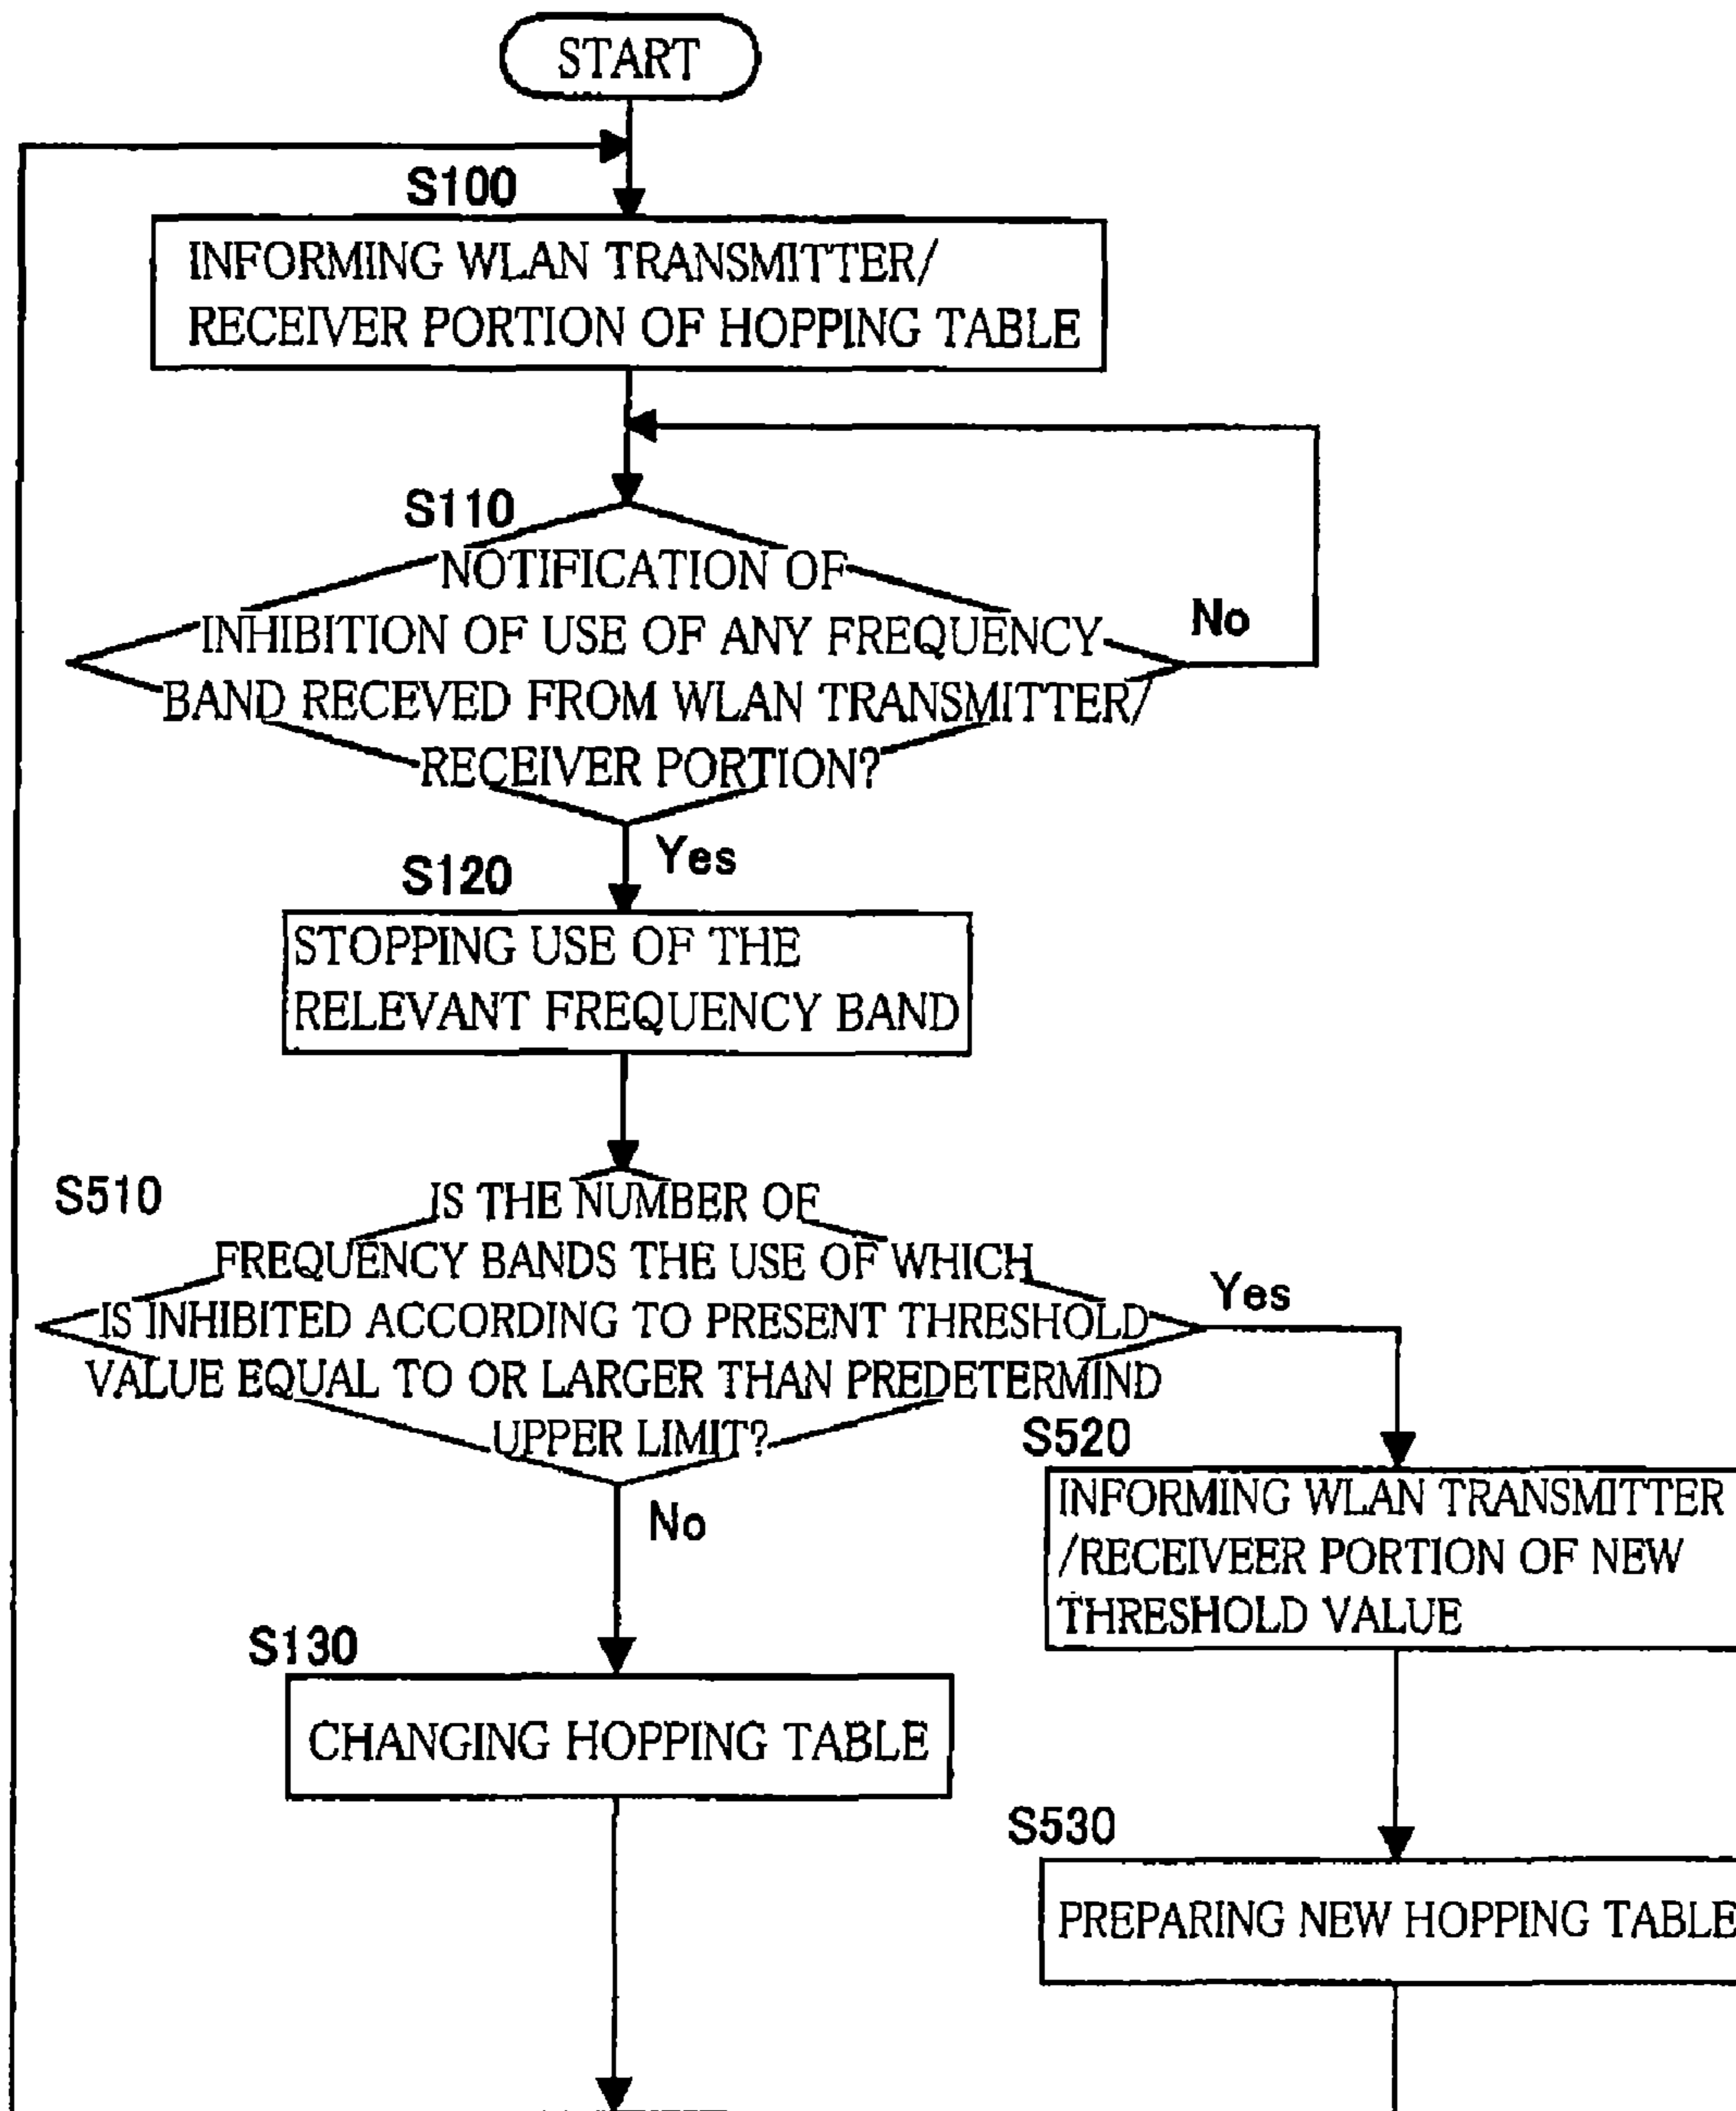 START
S100
INFORMING WLAN TRANSMITTER/
RECEIVER PORTION OF HOPPING TABLE
S110
NOTIFICATION OF
INHIBITION OF USE OF ANY FREQUENCY
BAND RECEVED FROM WLAN TRANSMITTER/
RECEIVER PORTION?
No
Yes
S120
STOPPING USE OF THE
RELEVANT FREQUENCY BAND
S510
IS THE NUMBER OF
FREQUENCY BANDS THE USE OF WHICH
IS INHIBITED ACCORDING TO PRESENT THRESHOLD
VALUE EQUAL TO OR LARGER THAN PREDETERMIND
UPPER LIMIT?
Yes
No
S520
INFORMING WLAN TRANSMITTER
/RECEIVEER PORTION OF NEW
THRESHOLD VALUE
S130
CHANGING HOPPING TABLE
S530
PREPARING NEW HOPPING TABLE